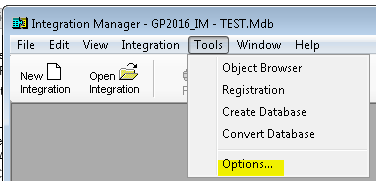 Integration Manager - GP2016_IM - TEST.Mdb
File Edit View Integration Tools Window Help
New Integration
Open Integration
Object Browser
Registration
Create Database
Convert Database
Options...